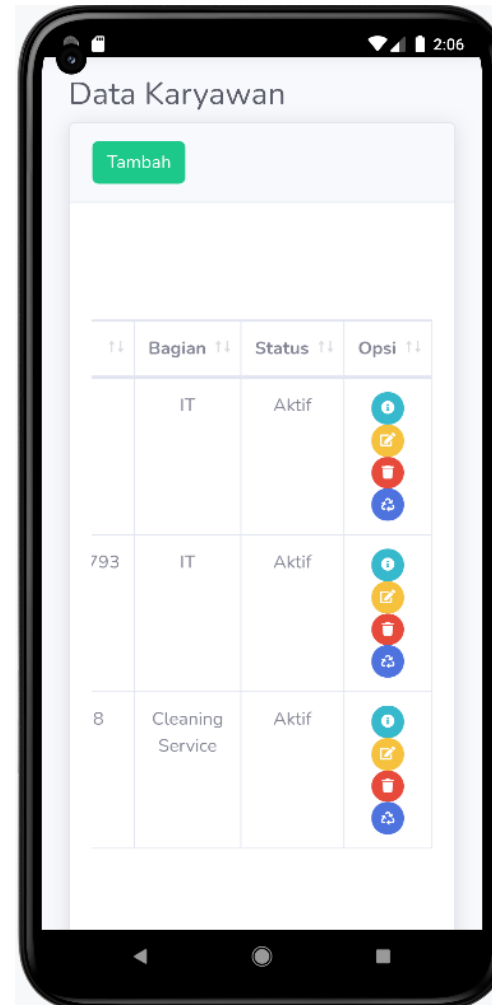 2:06
Data Karyawan
Tambah
Bagian Status Opsi
IT Aktif
793 IT Aktif
8 Cleaning Service Aktif